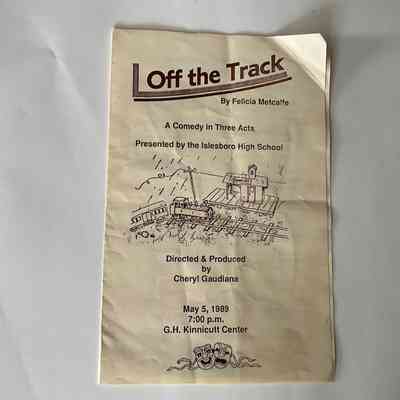 Off the Track
By Felicia Metcalfe
A Comedy in Three Acts
Presented by the Islesboro High School
Directed & Produced
by
Cheryl Gaudiana
May 5, 1989
7:00 p.m.
G.H. Kinnicutt Center